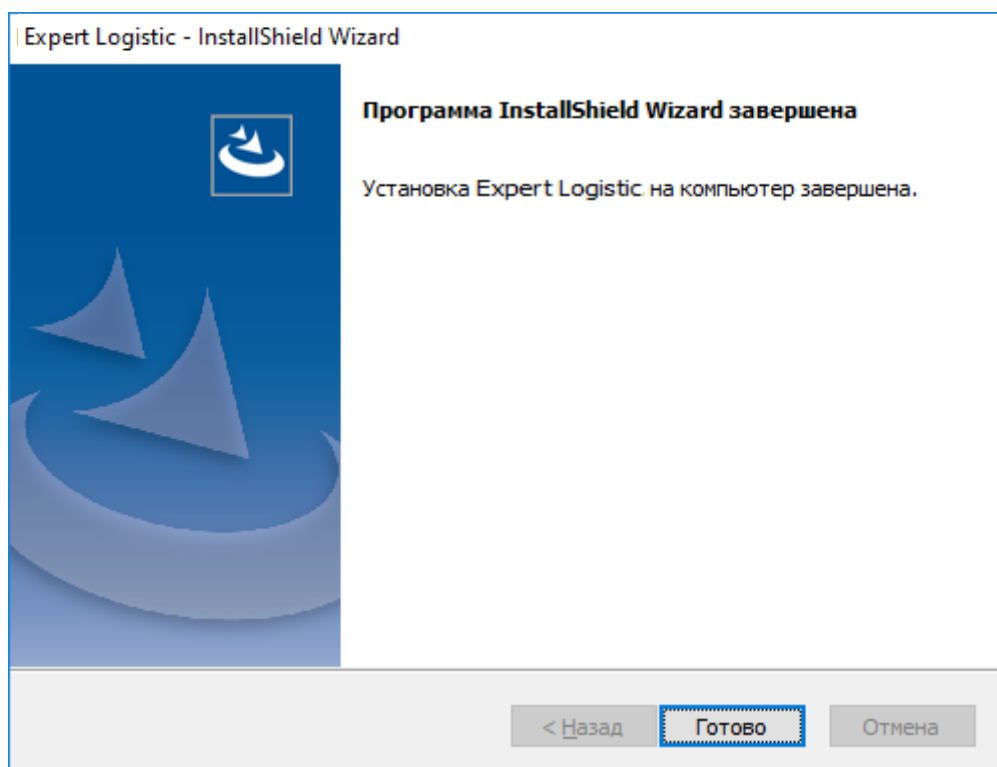 Expert Logistic - InstallShield Wizard
Программа InstallShield Wizard завершена
Установка Expert Logistic на компьютер завершена.
< Назад
Готово
Отмена